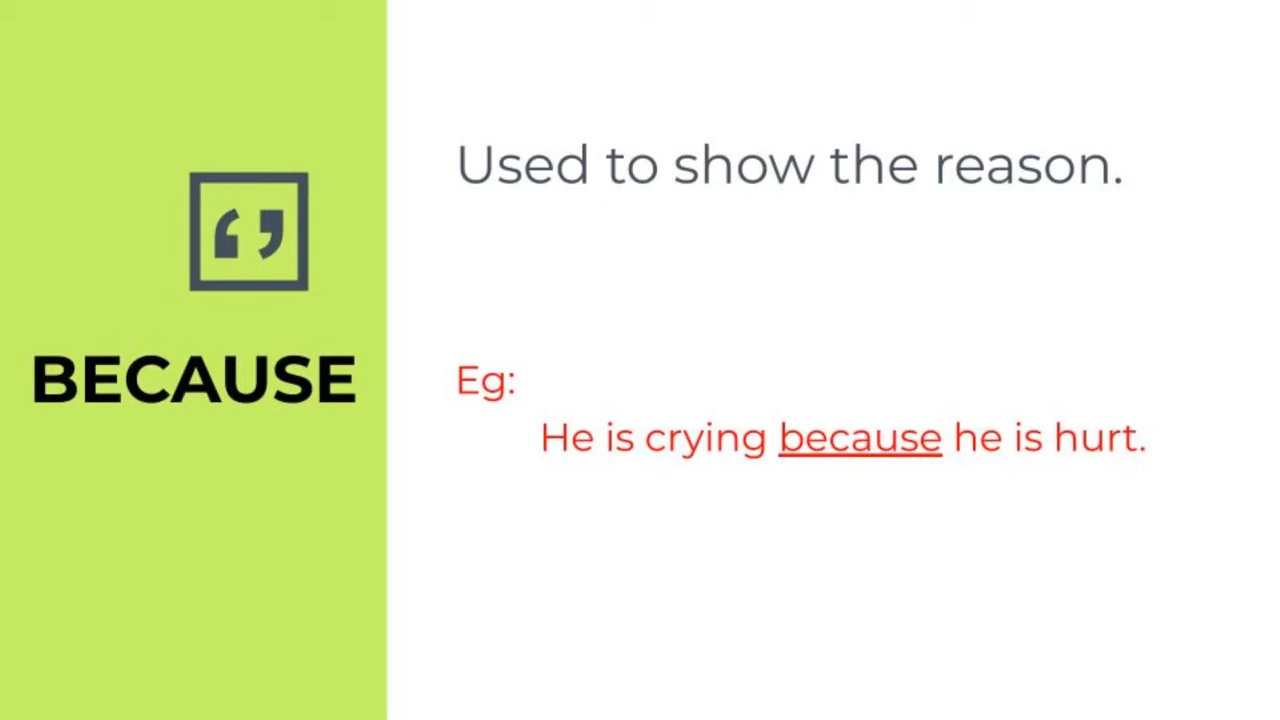 BECAUSE
Used to show the reason.
Eg:
He is crying because he is hurt.